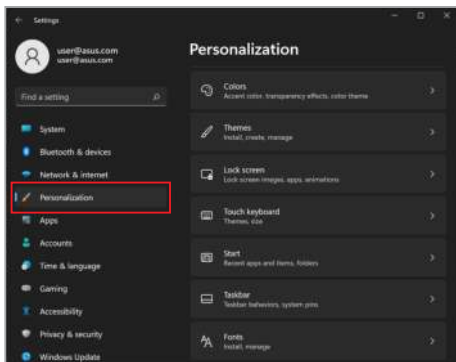 Settings
user@asus.com
user@asus.com
Find a setting
System
Bluetooth & devices
Network & internet
Personalization
Apps
Accounts
Time & language
Gaming
Accessibility
Privacy & security
Windows Update
Personalization
Colors
Accent color, transparency effects, color theme
Themes
Install, create, manage
Lock screen
Lock screen images, apps, animations
Touch keyboard
Themes, size
Start
Recent apps and items, folders
Taskbar
Taskbar behaviors, system pins
Fonts
Install, manage